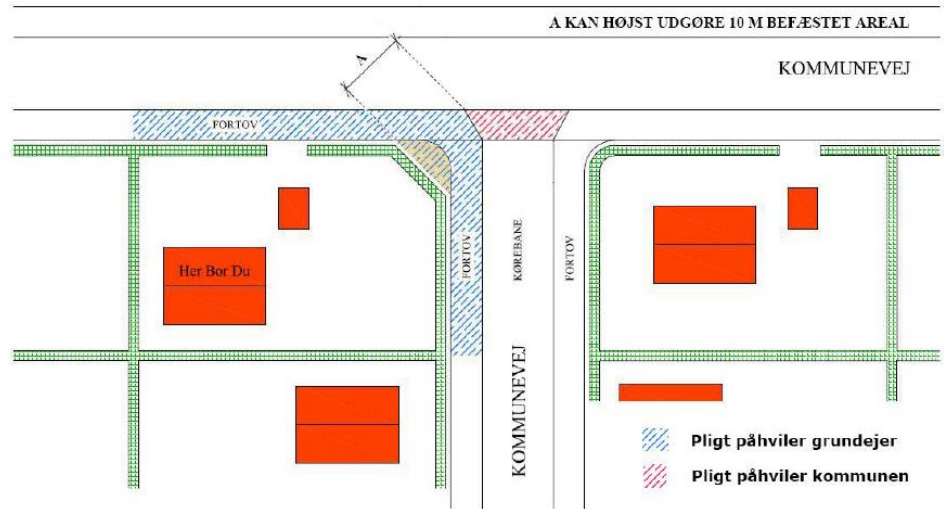 A KAN HØJST UDGØRE 10 M BEFÆSTET AREAL
KOMMUNEVEJ
A
FORTOV
Her Bor Du
FORTOV
KØREBANE
FORTOV
KOMMUNEVEJ
Pligt påhviler grundejer
Pligt påhviler kommunen